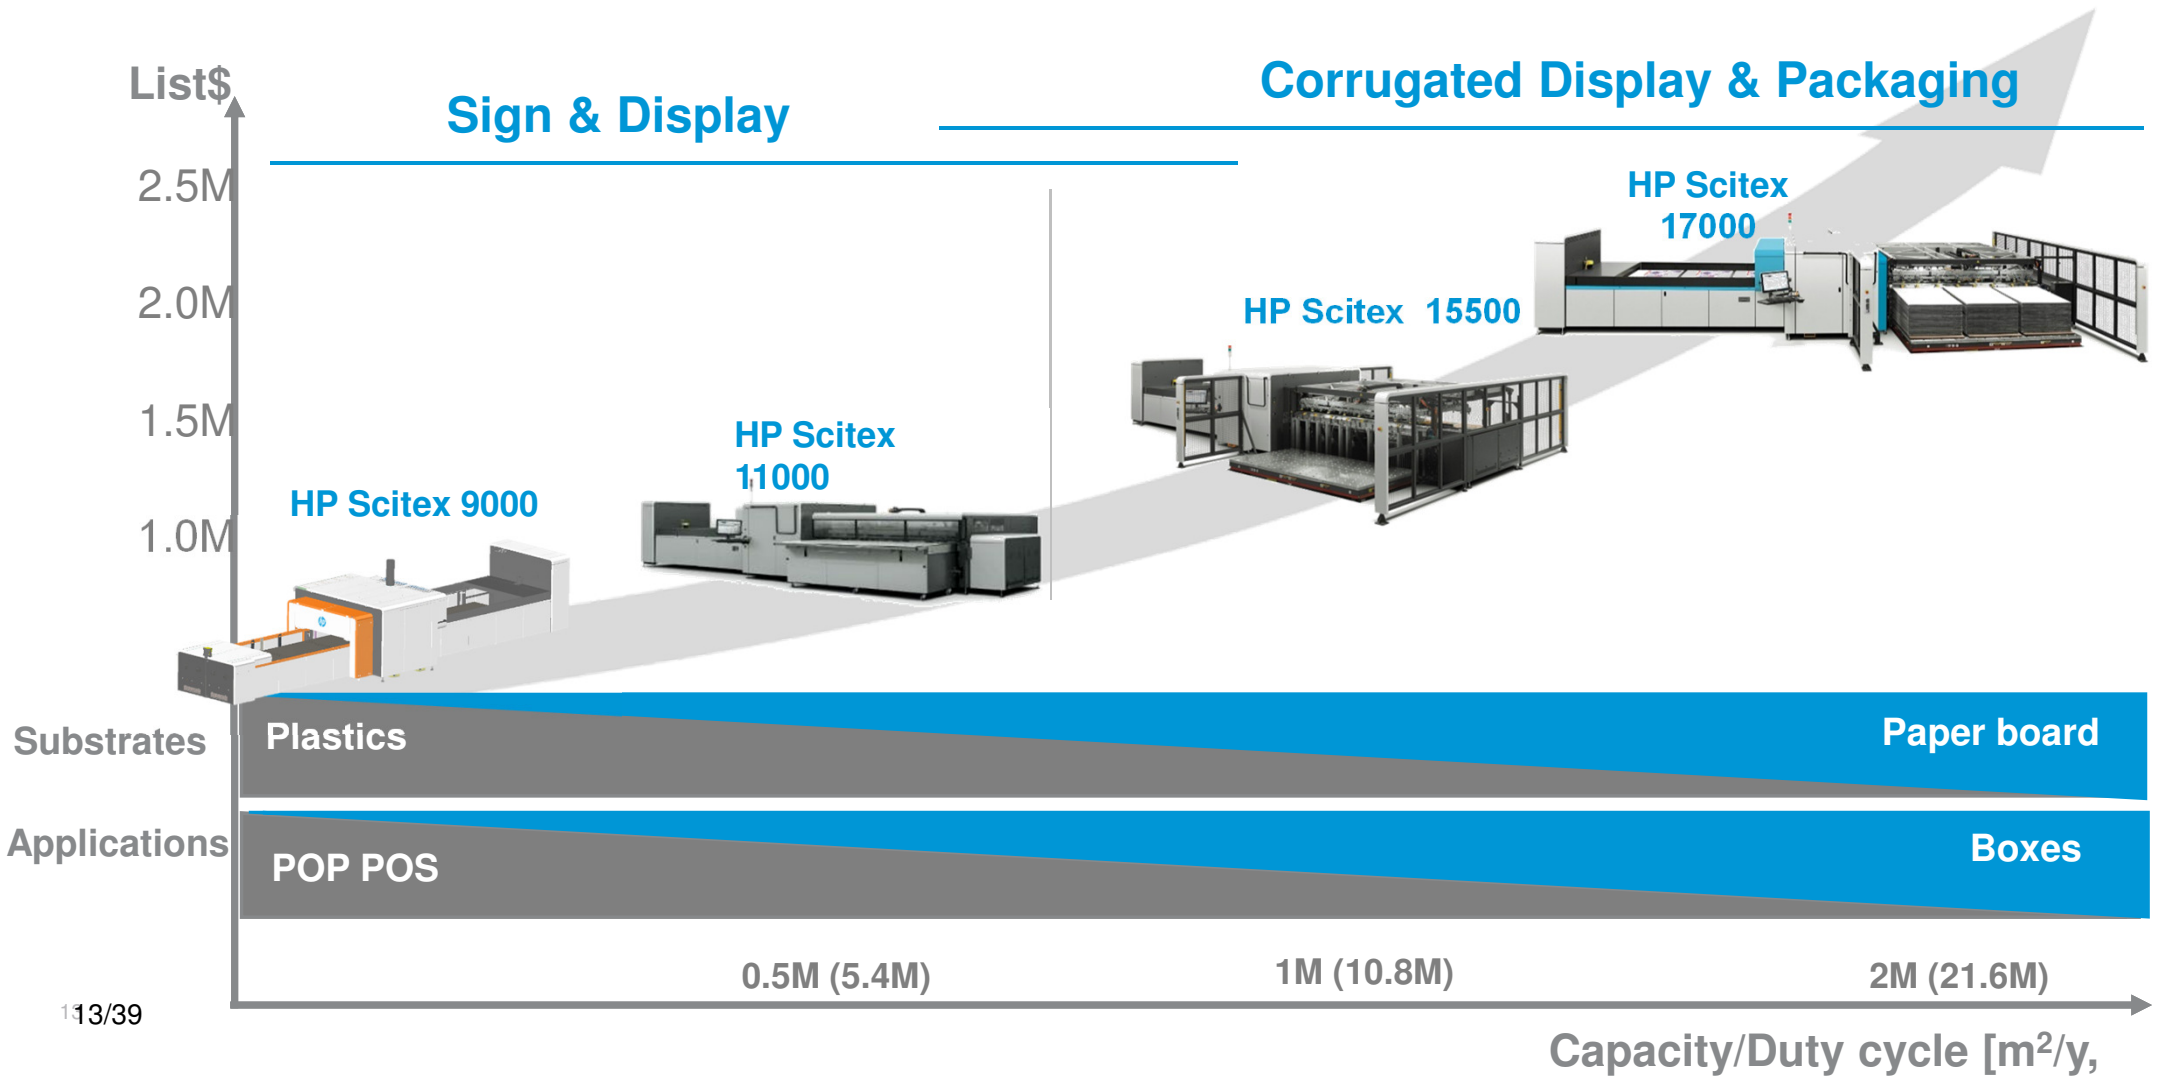 List$
Sign & Display
Corrugated Display & Packaging
2.5M
2.0M
1.5M
1.0M
HP Scitex 9000
HP Scitex
11000
HP Scitex 15500
HP Scitex
17000
Substrates
Plastics
Paper board
Applications
POP POS
Boxes
0.5M (5.4M)
1M (10.8M)
2M (21.6M)
13
13/39
Capacity/Duty cycle [m²/y,